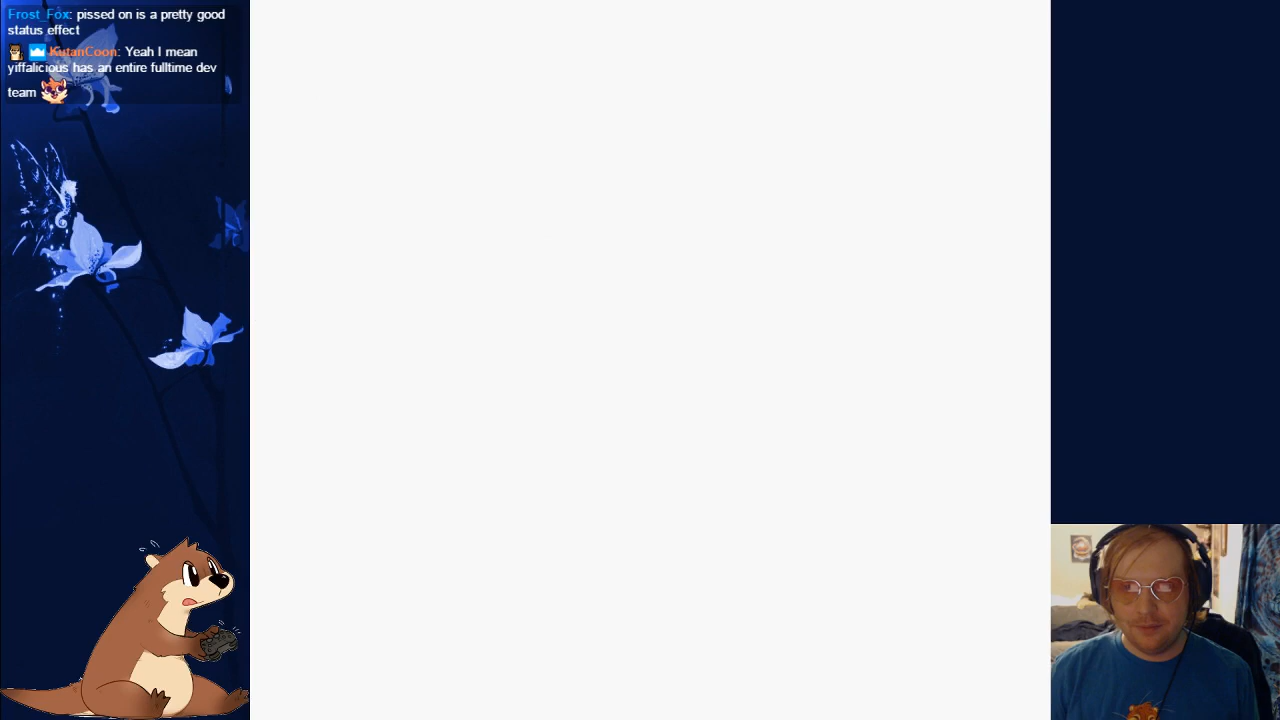 Frost_Fox: pissed on is a pretty good
status effect
KutanCoon: Yeah I mean
yiffalicious has an entire fulltime dev
team